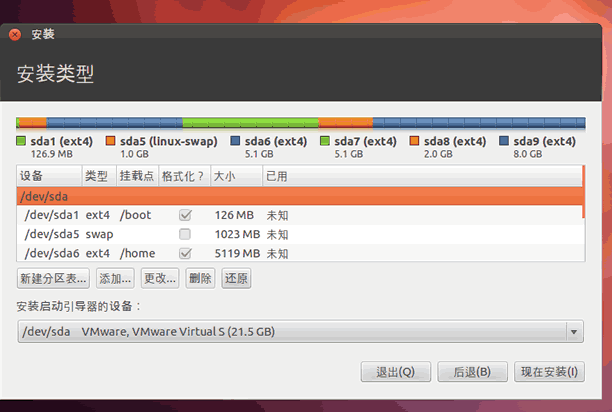 安装
安装类型
sda1 (ext4) sda5 (linux-swap) sda6 (ext4) sda7 (ext4) sda8 (ext4) sda9 (ext4)
126.9 MB 1.0 GB 5.1 GB 5.1 GB 2.0 GB 8.0 GB
设备 类型 挂载点 格式化？ 大小 已用
/dev/sda
/dev/sda1 ext4 /boot 126 MB 未知
/dev/sda5 swap 1023 MB 未知
/dev/sda6 ext4 /home 5119 MB 未知
新建分区表... 添加... 更改... 删除 还原
安装启动引导器的设备：
/dev/sda VMware, VMware Virtual S (21.5 GB)
退出(Q) 后退(B) 现在安装(I)